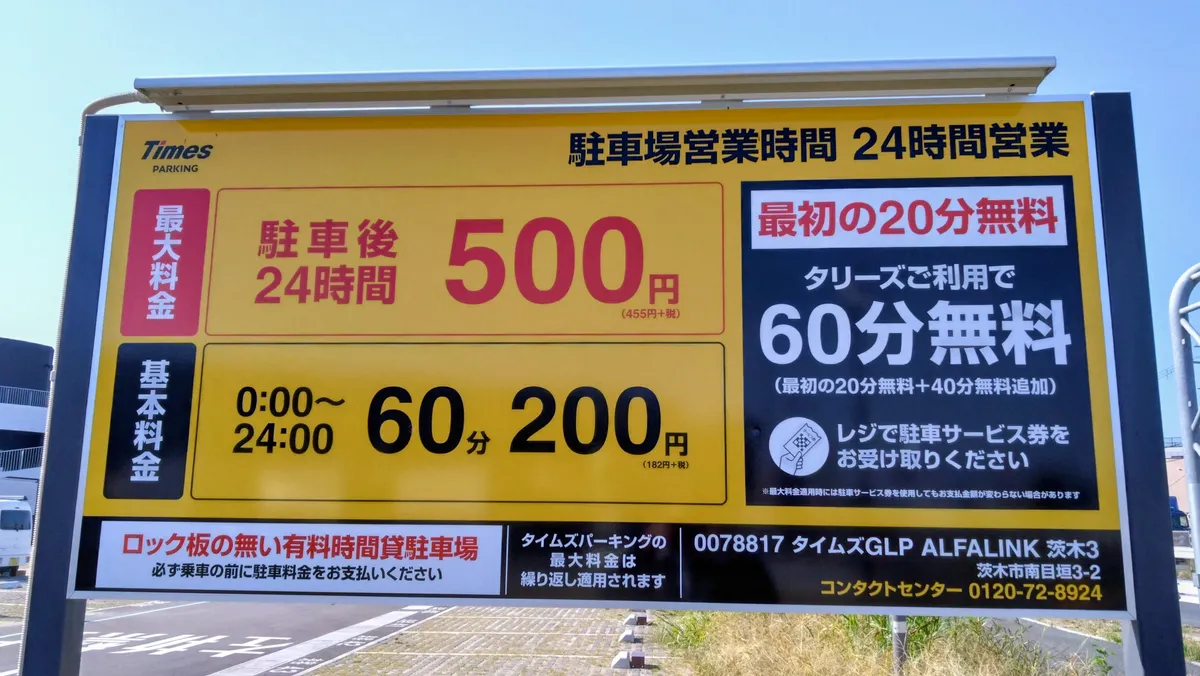 Times
PARKING
駐車場営業時間 24時間営業
最大料金
駐車後
24時間
500円
(455円+税)
基本料金
0:00～
24:00
60分 200円
(182円+税)
最初の20分無料
タリーズご利用で
60分無料
(最初の20分無料+40分無料追加)
レジで駐車サービス券を
お受け取りください
※最大料金適用時には駐車サービス券を使用してもお支払金額が変わらない場合があります
ロック板の無い有料時間貸駐車場
必ず乗車の前に駐車料金をお支払いください
タイムズパーキングの
最大料金は
繰り返し適用されます
0078817 タイムズGLP ALFALINK 茨木3
茨木市南目垣3-2
コンタクトセンター 0120-72-8924